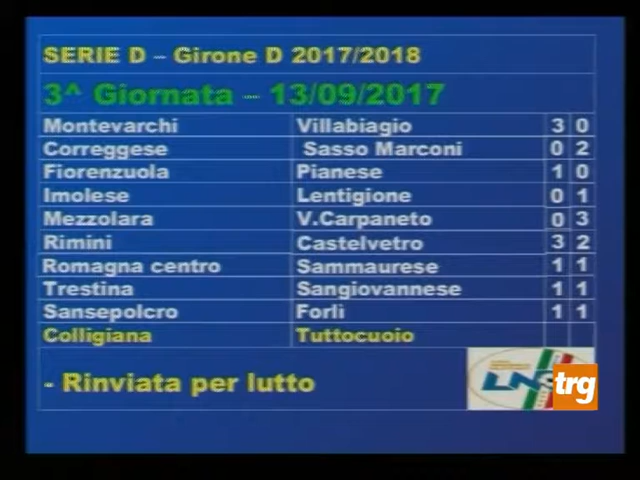 SERIE D – Girone D 2017/2018
3^ Giornata – 13/09/2017
Montevarchi Villabiagio 3 0
Correggese Sasso Marconi 0 2
Fiorenzuola Pianese 1 0
Imolese Lentigione 0 1
Mezzolara V.Carpaneto 0 3
Rimini Castelvetro 3 2
Romagna centro Sammaurese 1 1
Trestina Sangiovannese 1 1
Sansepolcro Forlì 1 1
Colligiana Tuttocuoio
- Rinviata per lutto
trg